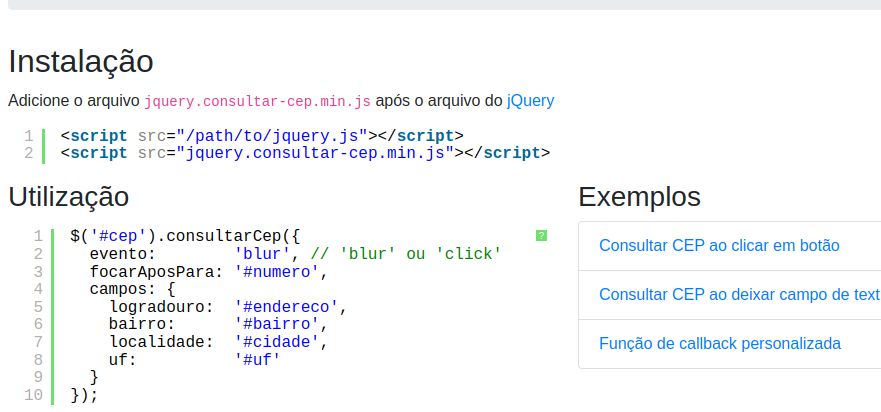 Instalação
Adicione o arquivo jquery.consultar-cep.min.js após o arquivo do jQuery
1 <script src="/path/to/jquery.js"></script>
2 <script src="jquery.consultar-cep.min.js"></script>
Utilização
1 $('#cep').consultarCep({
2   evento:        'blur', // 'blur' ou 'click'
3   focarAposPara: '#numero',
4   campos: {
5     logradouro:  '#endereco',
6     bairro:      '#bairro',
7     localidade:  '#cidade',
8     uf:          '#uf'
9   }
10 });
?
Exemplos
Consultar CEP ao clicar em botão
Consultar CEP ao deixar campo de text
Função de callback personalizada